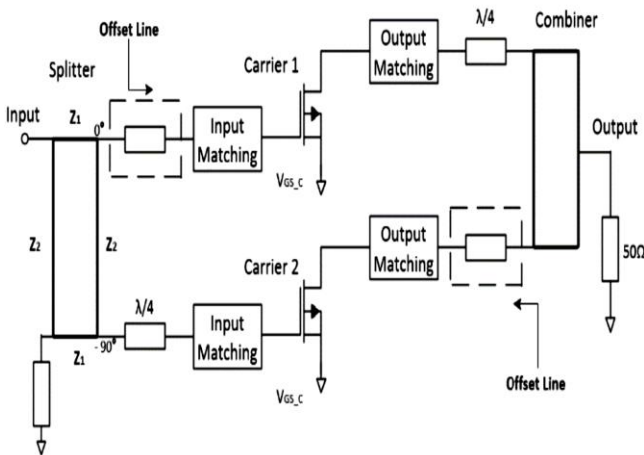 Offset Line
Splitter
Input
Z₁
0°
Z₂
Z₂
Z₁
-90°
λ/4
Input
Matching
Input
Matching
Carrier 1
V_GS_C
Carrier 2
V_GS_C
Output
Matching
λ/4
Output
Matching
Combiner
Output
50Ω
Offset Line